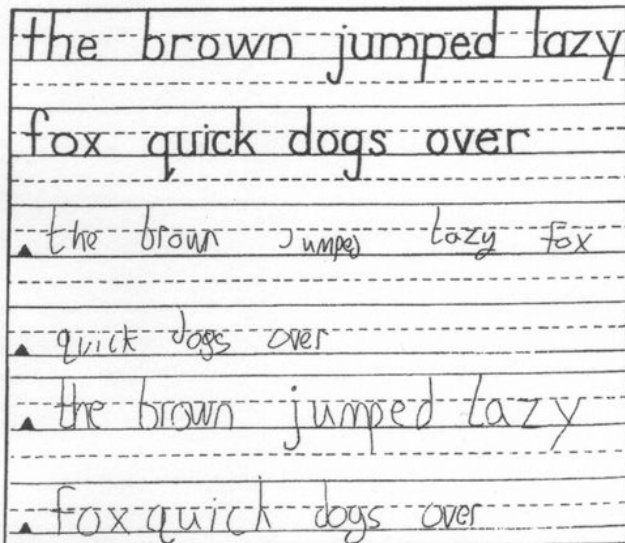 the brown jumped lazy
fox quick dogs over
the brown jumped lazy fox
quick dogs over
the brown jumped lazy
fox quick dogs over